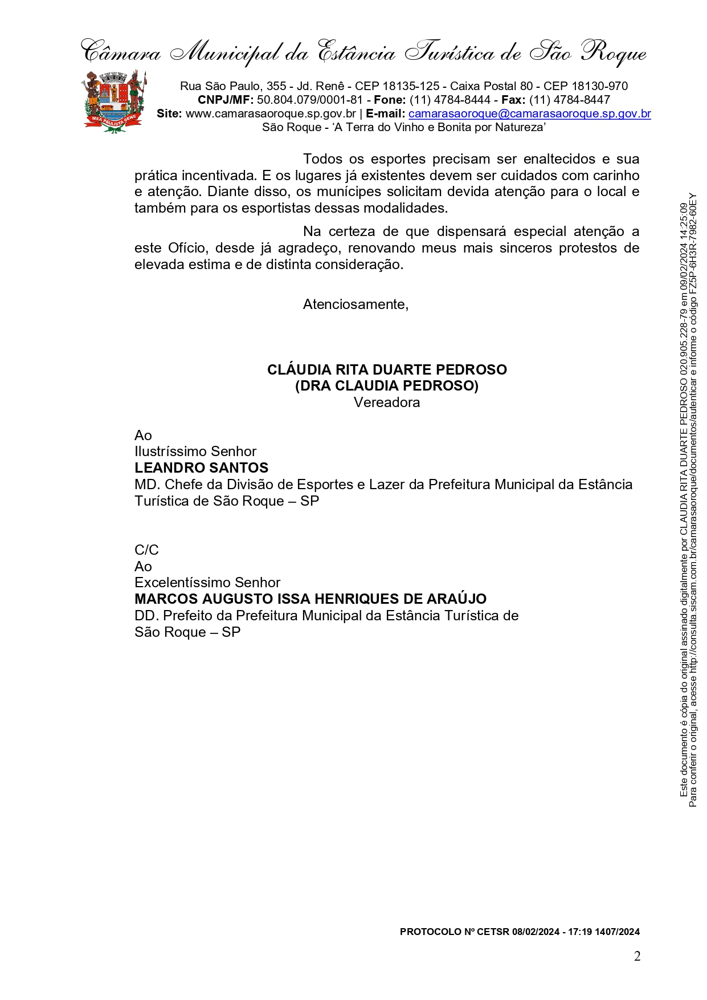 Câmara Municipal da Estância Turística de São Roque
Rua São Paulo, 355 - Jd. Renê - CEP 18135-125 - Caixa Postal 80 - CEP 18130-970
CNPJ/MF: 50.804.079/0001-81 - Fone: (11) 4784-8444 - Fax: (11) 4784-8447
Site: www.camarasaoroque.sp.gov.br | E-mail: camarasaoroque@camarasaoroque.sp.gov.br
São Roque - ‘A Terra do Vinho e Bonita por Natureza’
MEA PAULISTA GENS
Todos os esportes precisam ser enaltecidos e sua
prática incentivada. E os lugares já existentes devem ser cuidados com carinho
e atenção. Diante disso, os munícipes solicitam devida atenção para o local e
também para os esportistas dessas modalidades.
Na certeza de que dispensará especial atenção a
este Ofício, desde já agradeço, renovando meus mais sinceros protestos de
elevada estima e de distinta consideração.
Atenciosamente,
CLÁUDIA RITA DUARTE PEDROSO
(DRA CLAUDIA PEDROSO)
Vereadora
Ao
Ilustríssimo Senhor
LEANDRO SANTOS
MD. Chefe da Divisão de Esportes e Lazer da Prefeitura Municipal da Estância
Turística de São Roque – SP
C/C
Ao
Excelentíssimo Senhor
MARCOS AUGUSTO ISSA HENRIQUES DE ARAÚJO
DD. Prefeito da Prefeitura Municipal da Estância Turística de
São Roque – SP
PROTOCOLO Nº CETSR 08/02/2024 - 17:19 1407/2024
2
Este documento é cópia do original assinado digitalmente por CLAUDIA RITA DUARTE PEDROSO 020.905.228-79 em 09/02/2024 14:25:09
Para conferir o original, acesse http://consulta.siscam.com.br/camarasaoroque/documentos/autenticar e informe o código FZ5P-6H3R-7982-60EY